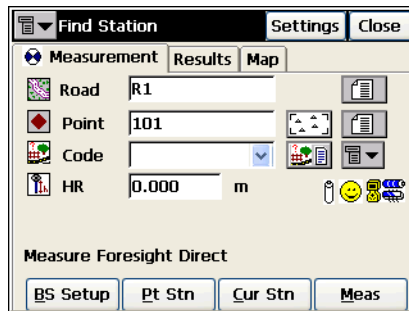 Find Station Settings Close
Measurement Results Map
Road R1
Point 101
Code
HR 0.000 m
Measure Foresight Direct
BS Setup Pt Stn Cur Stn Meas